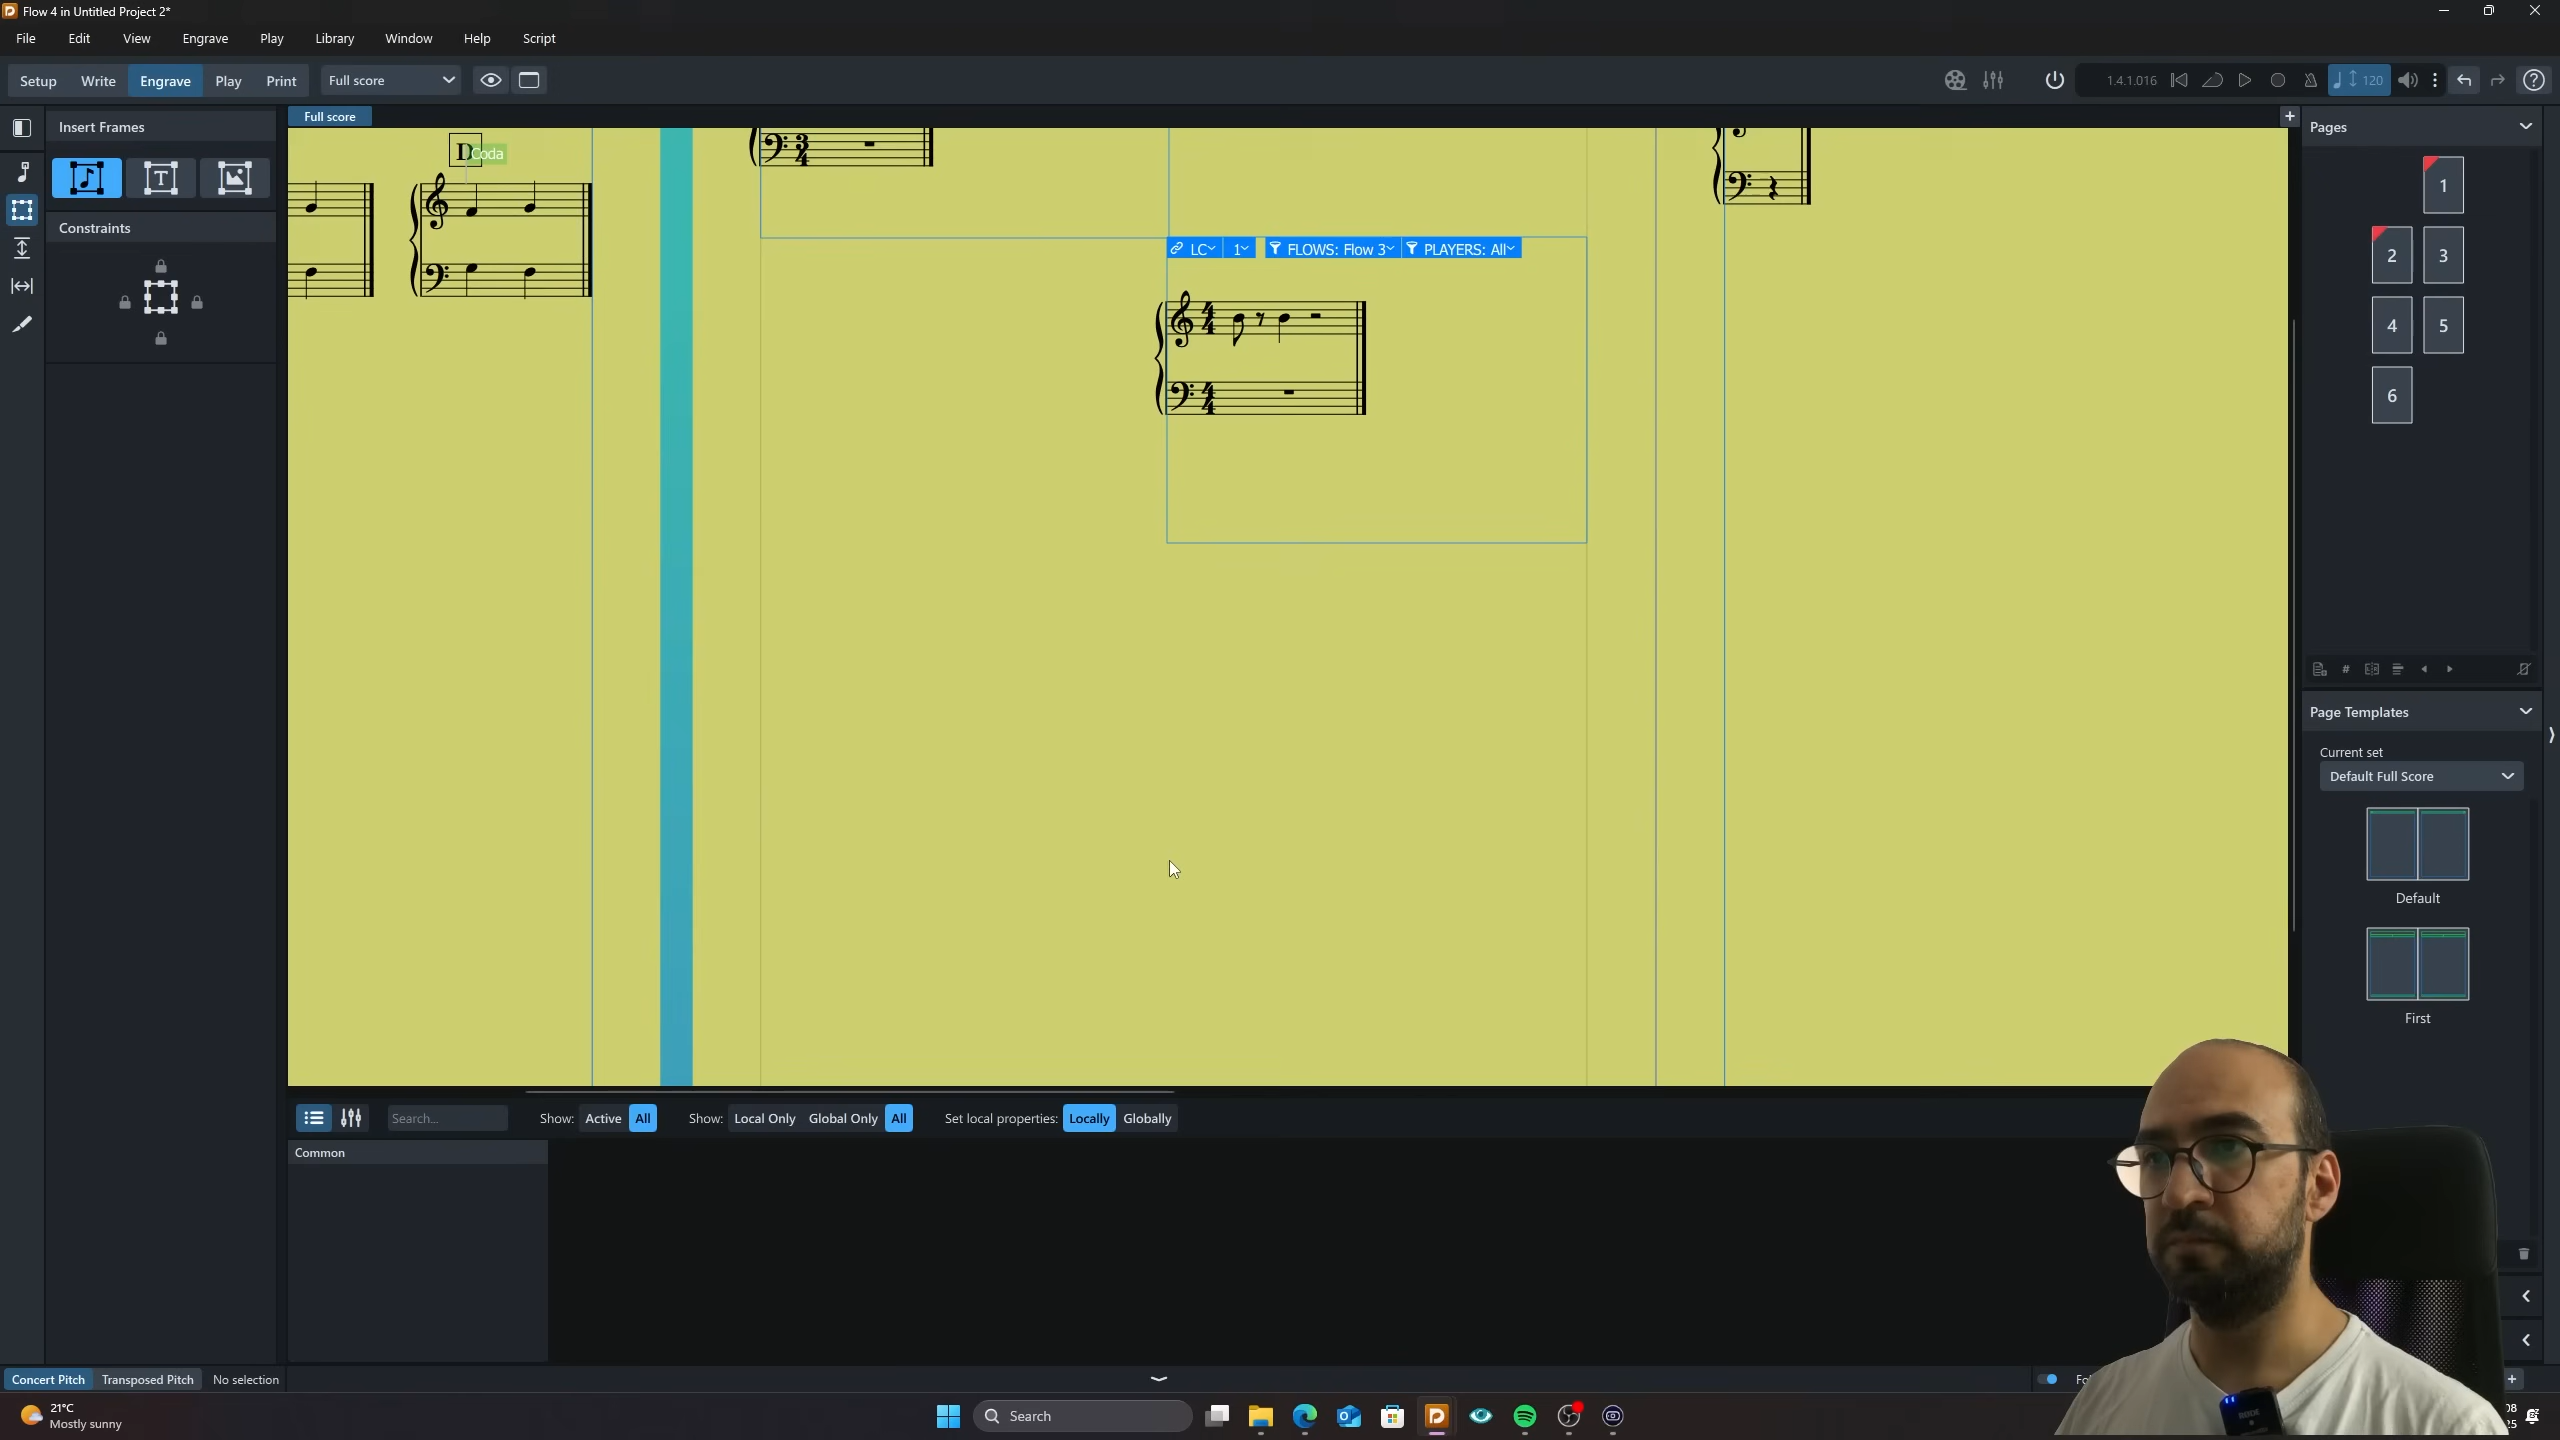 Flow 4 in Untitled Project 2*
File Edit View Engrave Play Library Window Help Script
Setup Write Engrave Play Print Full score 1.4.1.016 120
Insert Frames
Full score
Pages
D Coda
1
2 3
4 5
6
Constraints
LC 1 FLOWS: Flow 3 PLAYERS: All
Page Templates
Current set
Default Full Score
Default
First
Search... Show: Active All Show: Local Only Global Only All Set local properties: Locally Globally
Common
Concert Pitch Transposed Pitch No selection
21°C
Mostly sunny
Search